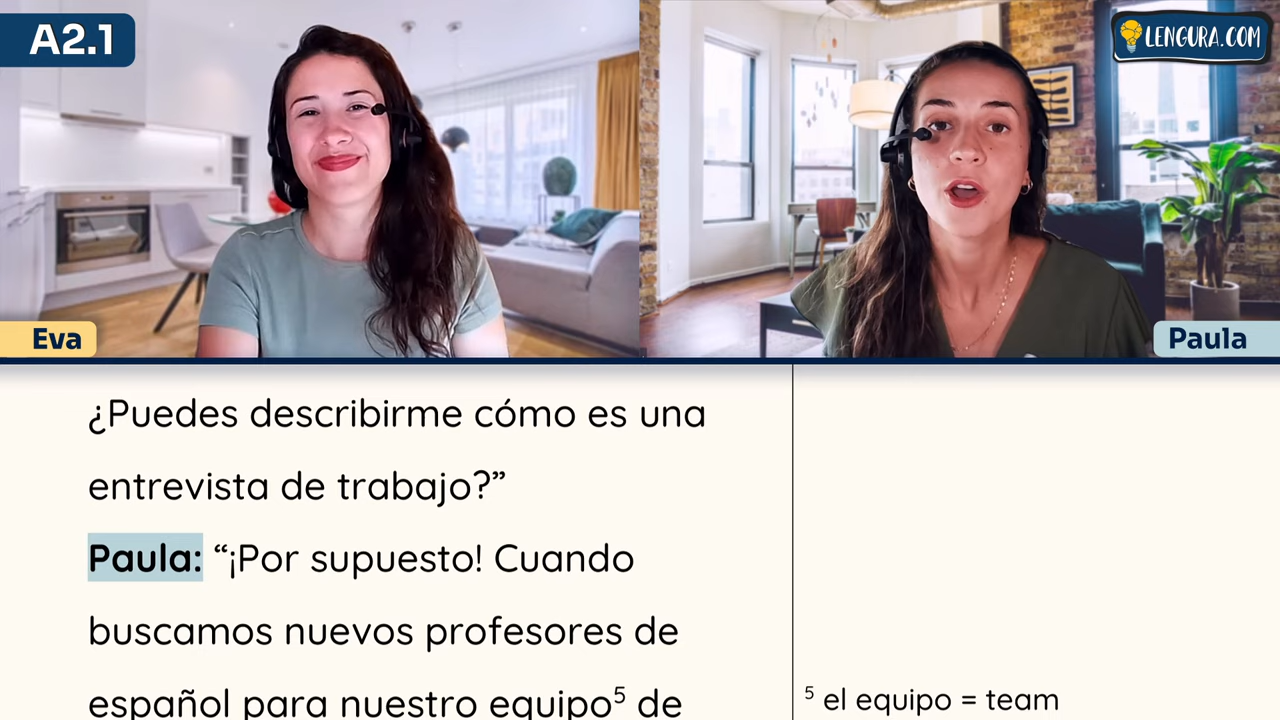 A2.1
LENGURA.COM
Eva
Paula
¿Puedes describirme cómo es una
entrevista de trabajo?”
Paula: “¡Por supuesto! Cuando
buscamos nuevos profesores de
español para nuestro equipo⁵ de
⁵ el equipo = team